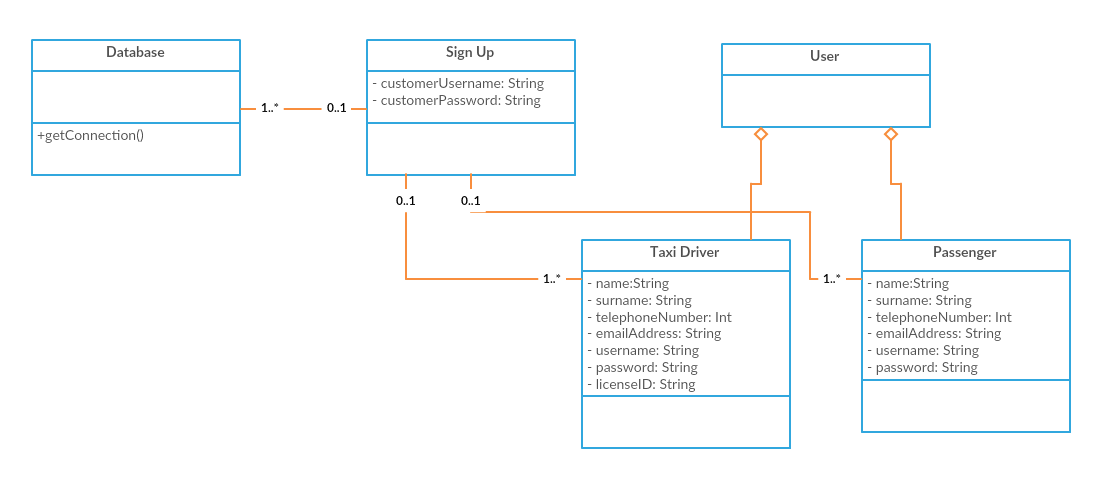 Database
+getConnection()
1..*
0..1
Sign Up
- customerUsername: String
- customerPassword: String
User
0..1
0..1
1..*
1..*
Taxi Driver
- name:String
- surname: String
- telephoneNumber: Int
- emailAddress: String
- username: String
- password: String
- licenseID: String
Passenger
- name:String
- surname: String
- telephoneNumber: Int
- emailAddress: String
- username: String
- password: String